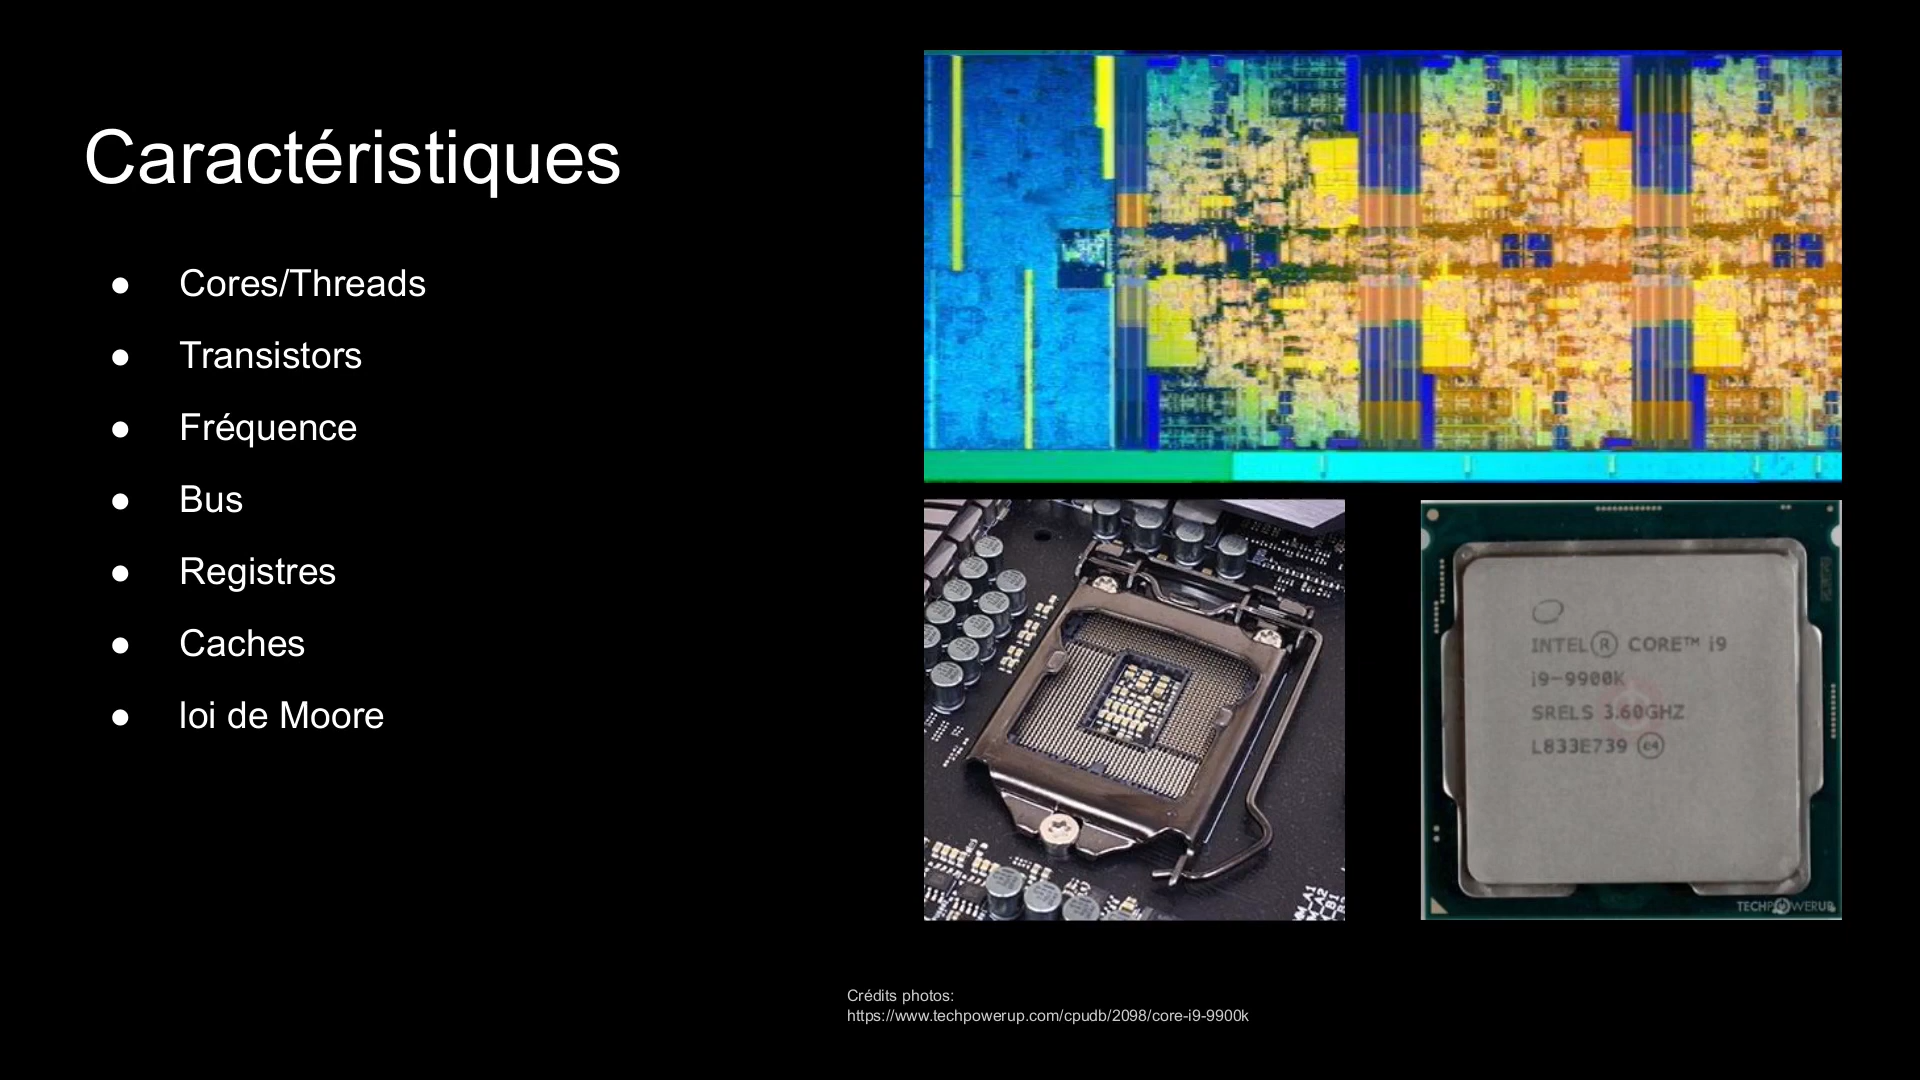 Caractéristiques
● Cores/Threads
● Transistors
● Fréquence
● Bus
● Registres
● Caches
● loi de Moore
INTEL® CORE™ i9
i9-9900K
SRELS 3.60GHZ
L833E739 e4
TECHPOWERUP
Crédits photos:
https://www.techpowerup.com/cpudb/2098/core-i9-9900k